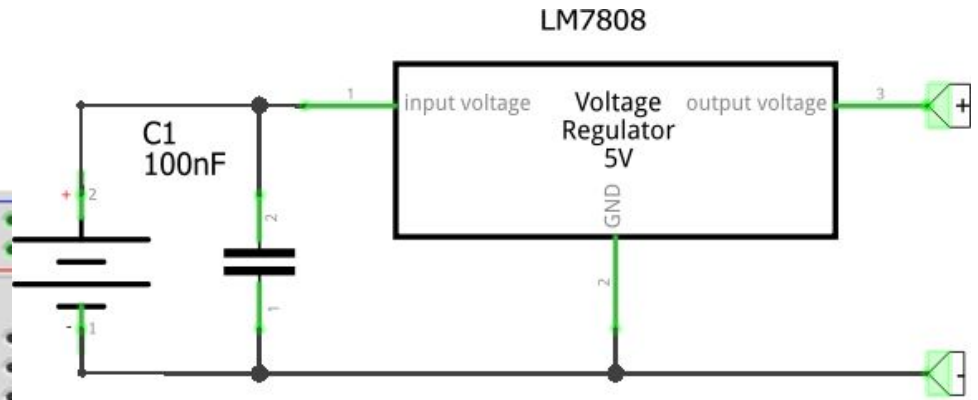 LM7808
1
input voltage
Voltage
Regulator
5V
output voltage
3
+
C1
100nF
+
2
2
GND
2
1
-
1
-